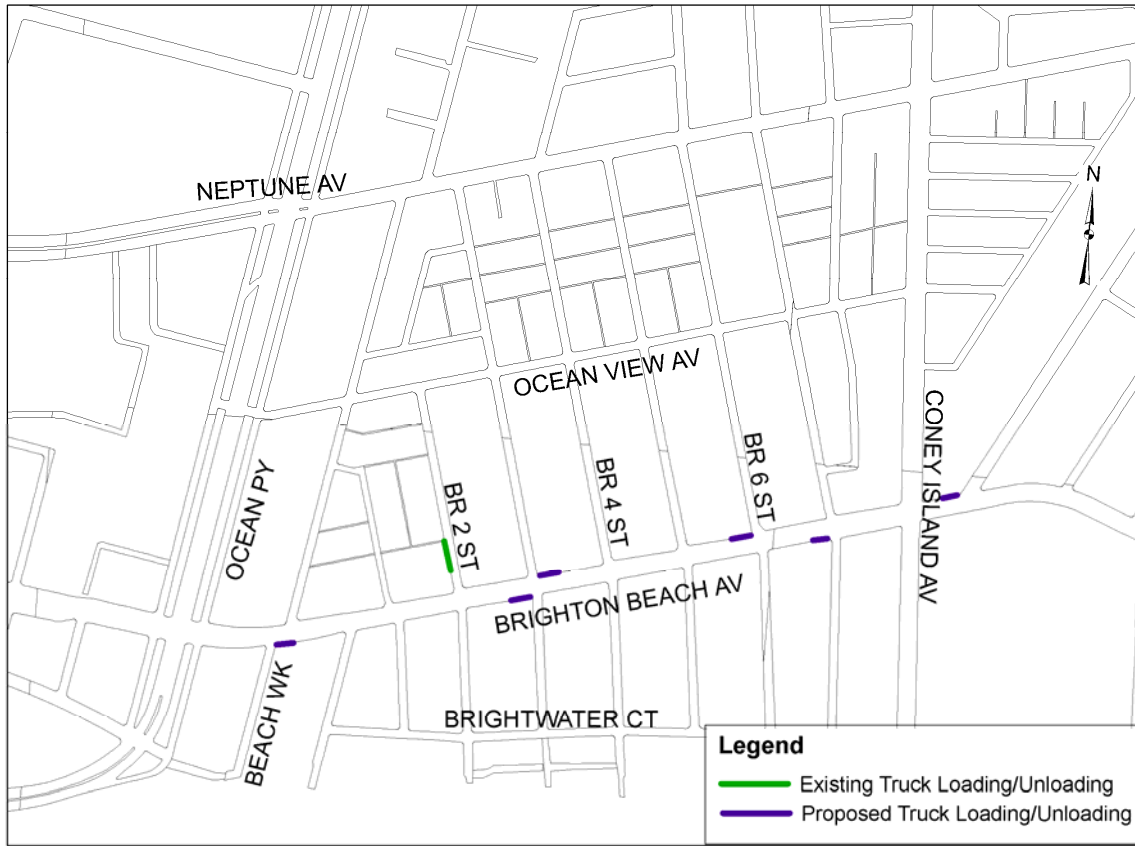 NEPTUNE AV
N
OCEAN VIEW AV
CONEY ISLAND AV
BR 6 ST
BR 4 ST
BR 2 ST
OCEAN PY
BRIGHTON BEACH AV
BEACH WK
BRIGHTWATER CT
Legend
Existing Truck Loading/Unloading
Proposed Truck Loading/Unloading